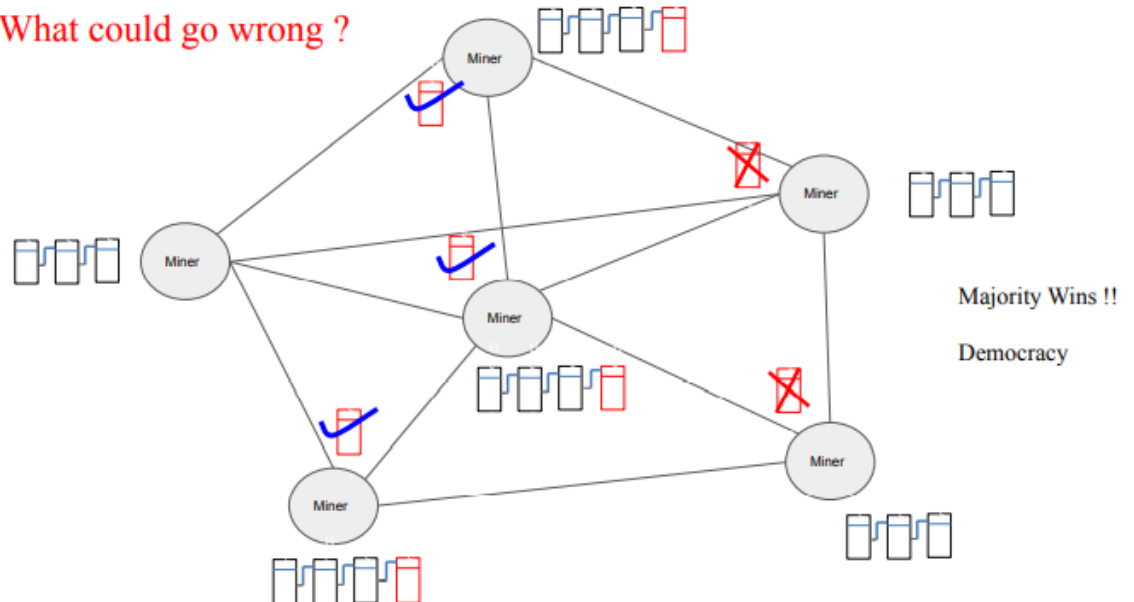 What could go wrong ?
Miner
Miner
Miner
Miner
Majority Wins !!
Democracy
Miner
Miner